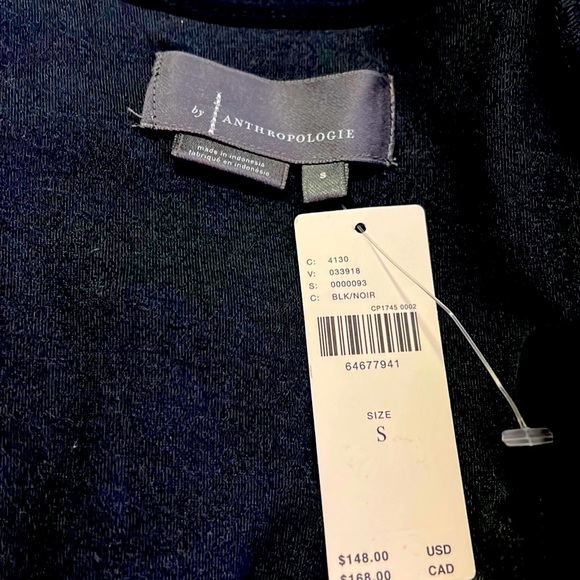 by ANTHROPOLOGIE
made in indonesia
fabriqué en indonésie
S
C: 4130
V: 033918
S: 0000093
C: BLK/NOIR
CP1745 0002
64677941
SIZE
S
$148.00 USD
$168.00 CAD